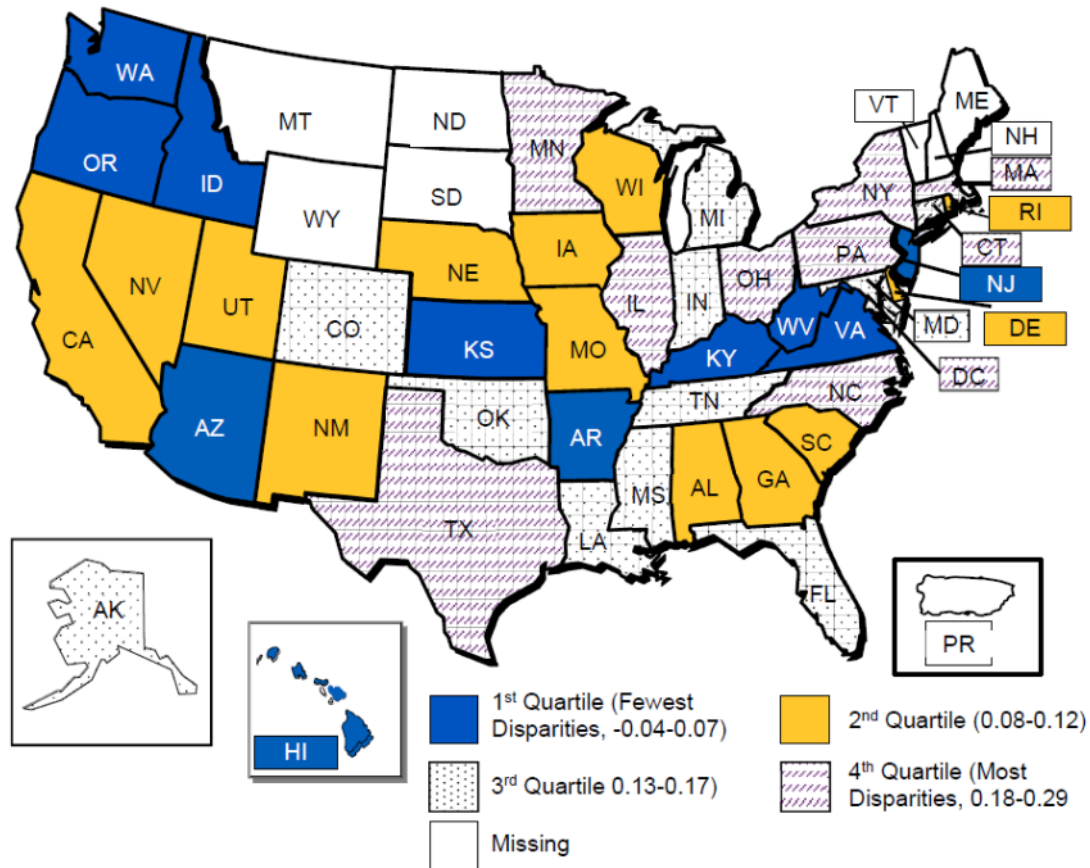 WA
MT
ND
VT
ME
NH
OR
ID
MN
MA
WI
NY
SD
WY
MI
RI
IA
PA
CT
NE
OH
NV
IL
IN
NJ
UT
CO
MD
WV
VA
DE
CA
KS
MO
KY
DC
NC
TN
OK
AZ
NM
AR
SC
MS
AL
GA
TX
LA
FL
AK
PR
HI
1st Quartile (Fewest
Disparities, -0.04-0.07)
2nd Quartile (0.08-0.12)
3rd Quartile 0.13-0.17)
4th Quartile (Most
Disparities, 0.18-0.29
Missing